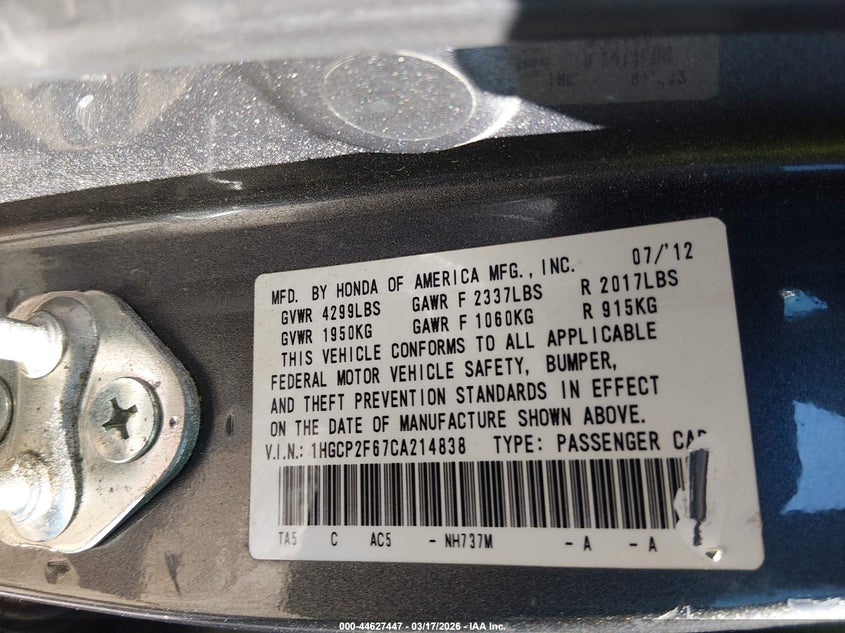 MFD. BY HONDA OF AMERICA MFG., INC. 07/'12
GVWR 4299LBS GAWR F 2337LBS R 2017LBS
GVWR 1950KG GAWR F 1060KG R 915KG
THIS VEHICLE CONFORMS TO ALL APPLICABLE
FEDERAL MOTOR VEHICLE SAFETY, BUMPER,
AND THEFT PREVENTION STANDARDS IN EFFECT
ON THE DATE OF MANUFACTURE SHOWN ABOVE.
V.I.N.: 1HGCP2F67CA214838 TYPE: PASSENGER CAR
TA5 C AC5 - NH737M - A - A
000-44627447 - 03/17/2026 - IAA Inc.